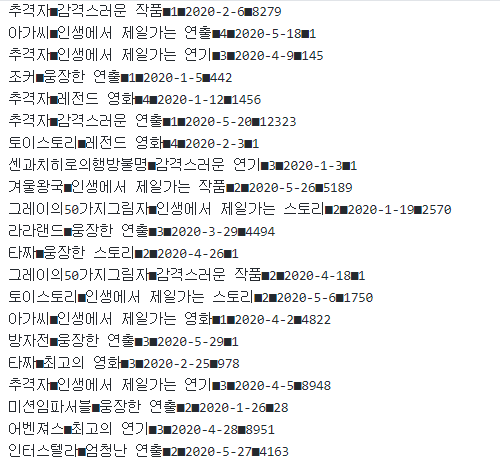 추격자■감격스러운 작품■1■2020-2-6■8279
아가씨■인생에서 제일가는 연출■4■2020-5-18■1
추격자■인생에서 제일가는 연기■3■2020-4-9■145
조커■웅장한 연출■1■2020-1-5■442
추격자■레전드 영화■4■2020-1-12■1456
추격자■감격스러운 연출■1■2020-5-20■12323
토이스토리■레전드 영화■4■2020-2-3■1
센과치히로의행방불명■감격스러운 연기■3■2020-1-3■1
겨울왕국■인생에서 제일가는 작품■2■2020-5-26■5189
그레이의50가지그림자■인생에서 제일가는 스토리■2■2020-1-19■2570
라라랜드■웅장한 연출■3■2020-3-29■4494
타짜■웅장한 스토리■2■2020-4-26■1
그레이의50가지그림자■감격스러운 작품■2■2020-4-18■1
토이스토리■인생에서 제일가는 스토리■2■2020-5-6■1750
아가씨■인생에서 제일가는 영화■1■2020-4-2■4822
방자전■웅장한 연출■3■2020-5-29■1
타짜■최고의 영화■3■2020-2-25■978
추격자■인생에서 제일가는 연기■3■2020-4-5■8948
미션임파서블■웅장한 연출■2■2020-1-26■28
어벤져스■최고의 연기■3■2020-4-28■8951
인터스텔라■엄청난 연출■2■2020-5-27■4163